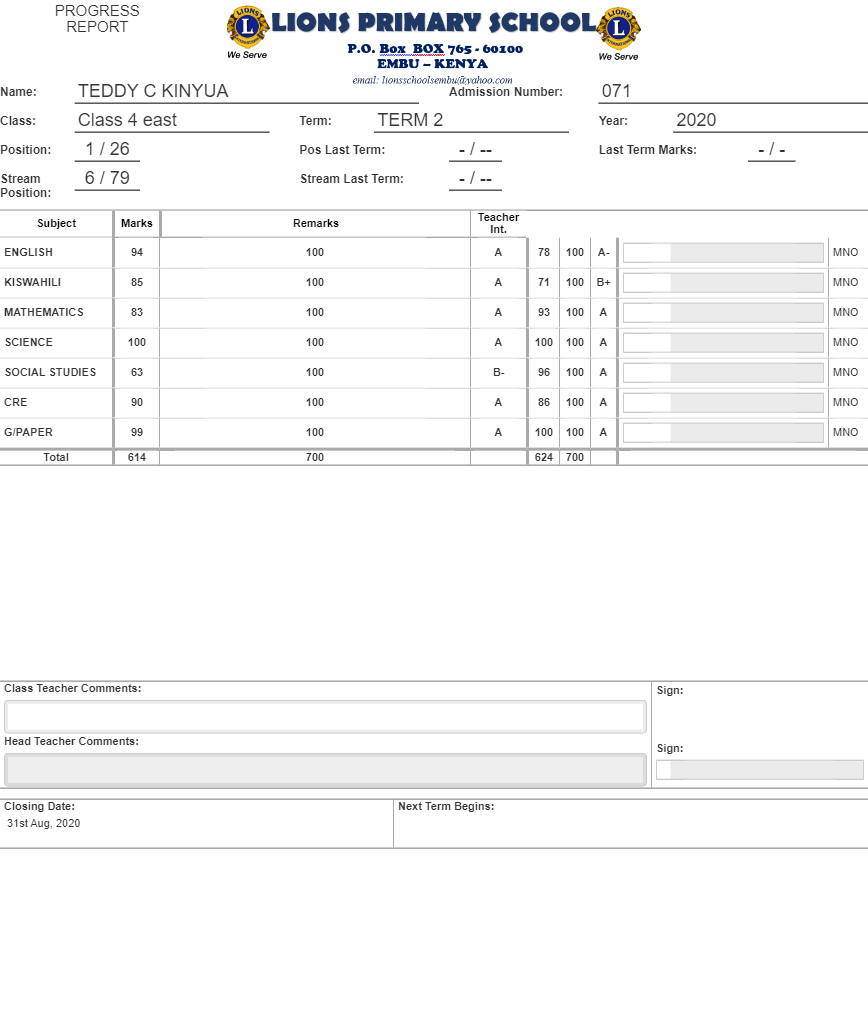 PROGRESS
REPORT
LIONS
L
INTERNATIONAL
We Serve
LIONS PRIMARY SCHOOL
P.O. Box BOX 765 - 60100
EMBU – KENYA
email: lionsschoolsembu@yahoo.com
LIONS
L
INTERNATIONAL
We Serve
Name: TEDDY C KINYUA Admission Number: 071
Class: Class 4 east Term: TERM 2 Year: 2020
Position: 1 / 26 Pos Last Term: - / -- Last Term Marks: - / -
Stream Position: 6 / 79 Stream Last Term: - / --
Subject Marks Remarks Teacher Int.
ENGLISH 94 100 A 78 100 A- MNO
KISWAHILI 85 100 A 71 100 B+ MNO
MATHEMATICS 83 100 A 93 100 A MNO
SCIENCE 100 100 A 100 100 A MNO
SOCIAL STUDIES 63 100 B- 96 100 A MNO
CRE 90 100 A 86 100 A MNO
G/PAPER 99 100 A 100 100 A MNO
Total 614 700 624 700
Class Teacher Comments: Sign:
Head Teacher Comments:
Sign:
Closing Date: Next Term Begins:
31st Aug, 2020